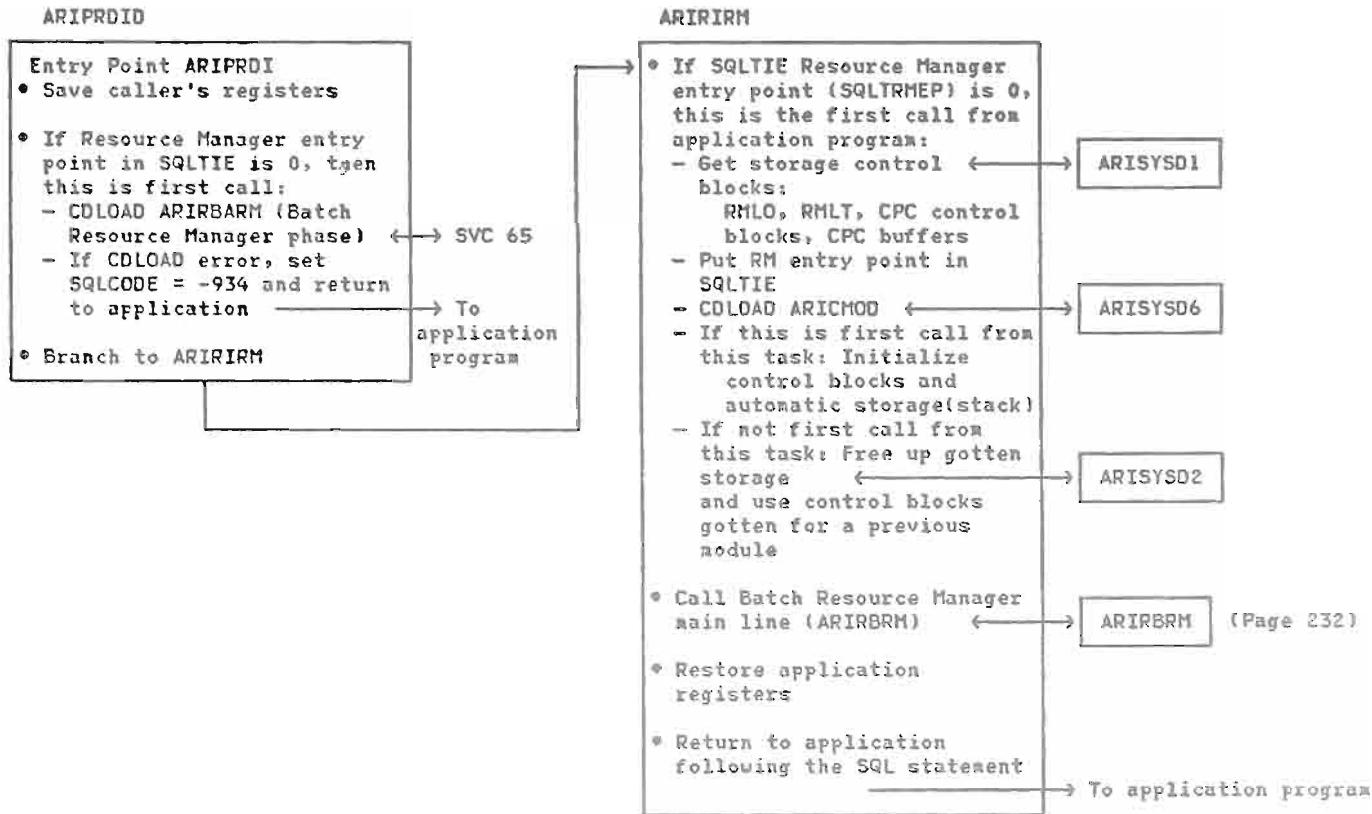 ARIPRDID
Entry Point ARIPRDI
• Save caller's registers
• If Resource Manager entry
point in SQLTIE is 0, then
this is first call:
— CDLOAD ARIRBARM (Batch
Resource Manager phase)
SVC 65
— If CDLOAD error, set
SQLCODE = -934 and return
to application
To
application
program
• Branch to ARIRIRM
ARIRIRM
• If SQLTIE Resource Manager
entry point (SQLTRMEP) is 0,
this is the first call from
application program:
— Get storage control
blocks:
RMLO, RMLT, CPC control
blocks, CPC buffers
ARISYSD1
— Put RM entry point in
SQLTIE
— CDLOAD ARICMOD
ARISYSD6
— If this is first call from
this task: Initialize
control blocks and
automatic storage(stack)
— If not first call from
this task: Free up gotten
storage
ARISYSD2
and use control blocks
gotten for a previous
module
• Call Batch Resource Manager
main line (ARIRBRM)
ARIRBRM (Page 232)
• Restore application
registers
• Return to application
following the SQL statement
To application program